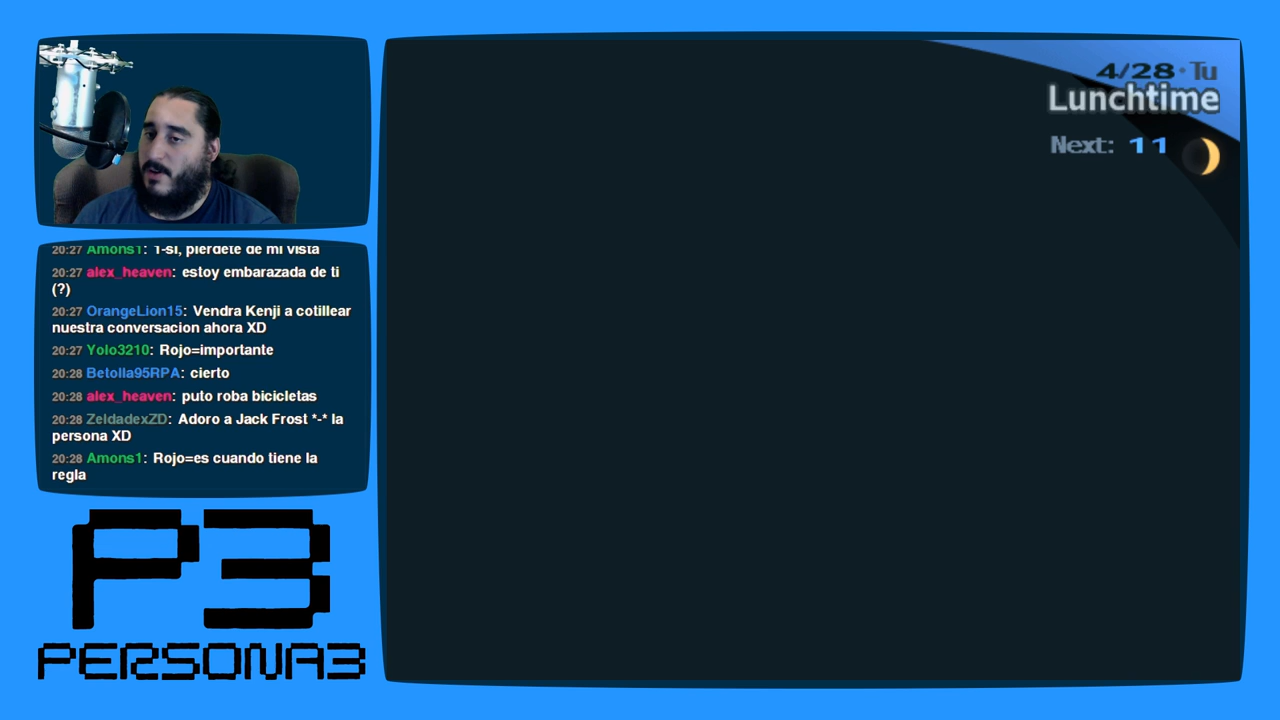 4/28・Tu
Lunchtime
Next: 11
20:27 Amons1: 1-si, pierdete de mi vista
20:27 alex_heaven: estoy embarazada de ti
(?)
20:27 OrangeLion15: Vendra Kenji a cotillear
nuestra conversacion ahora XD
20:27 Yolo3210: Rojo=importante
20:28 Betolla95RPA: cierto
20:28 alex_heaven: puto roba bicicletas
20:28 ZeldadexZD: Adoro a Jack Frost *-* la
persona XD
20:28 Amons1: Rojo=es cuando tiene la
regla
P3
PERSONA3